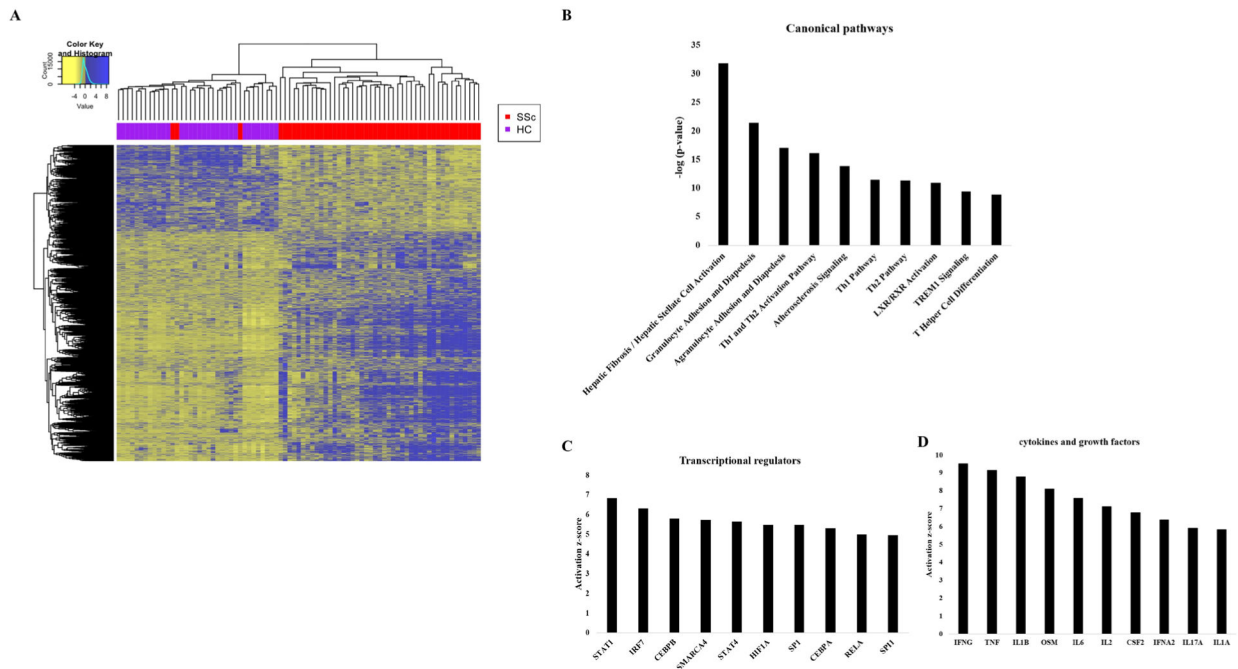 A
Color Key
and Histogram
Count
0 15000
-4 0 4 8
Value
SSc
HC
B
Canonical pathways
-log (p-value)
35
30
25
20
15
10
5
0
Hepatic Fibrosis / Hepatic Stellate Cell Activation
Granulocyte Adhesion and Diapedesis
Agranulocyte Adhesion and Diapedesis
Th1 and Th2 Activation Pathway
Atherosclerosis Signaling
Th1 Pathway
Th2 Pathway
LXR/RXR Activation
TREM1 Signaling
T Helper Cell Differentiation
C
Transcriptional regulators
Activation z-score
8
7
6
5
4
3
2
1
0
STAT1
IRF7
CEBPB
SMARCA4
STAT4
HIF1A
SP1
CEBPA
RELA
SPI1
D
cytokines and growth factors
Activation z-score
10
9
8
7
6
5
4
3
2
1
0
IFNG TNF IL1B OSM IL6 IL2 CSF2 IFNA2 IL17A IL1A